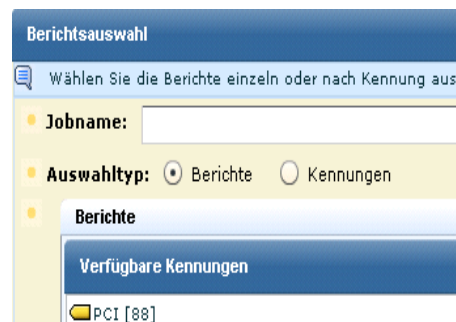 Berichtsauswahl
Wählen Sie die Berichte einzeln oder nach Kennung aus
Jobname:
Auswahltyp: Berichte Kennungen
Berichte
Verfügbare Kennungen
PCI [88]